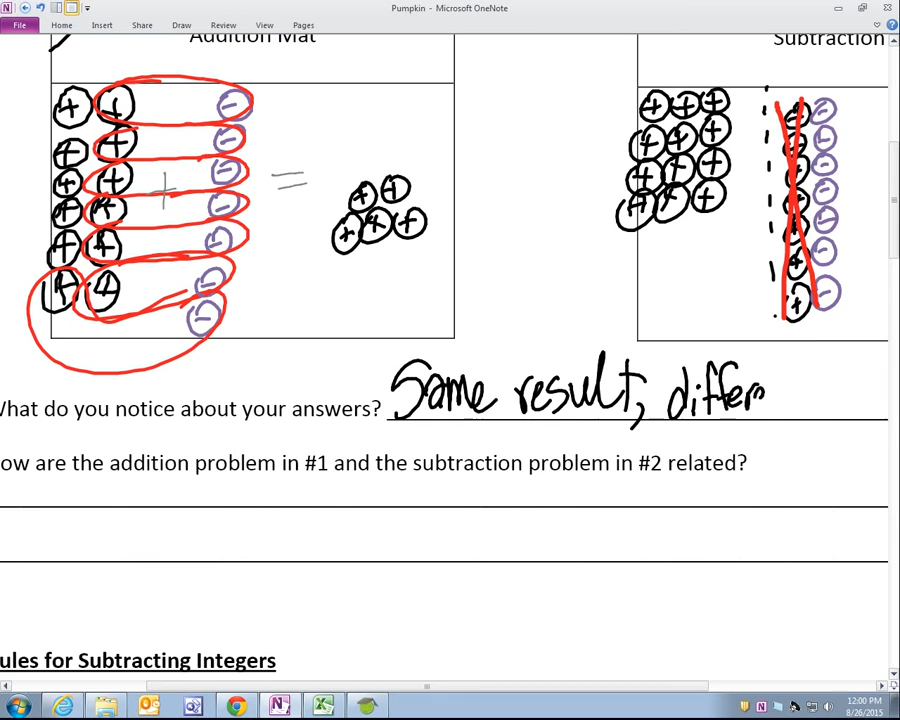 Pumpkin - Microsoft OneNote
File Home Insert Share Draw Review View Pages
Addition Mat
Subtraction
+ + -
+ + -
+ + + - =
+ + -
+ + -
+ + -
-
+ +
+ + +
+ + +
+ + +
+ + +
+ + +
+ -
+ -
+ -
+ -
+ -
+ -
+ -
What do you notice about your answers? Same result, differ
ow are the addition problem in #1 and the subtraction problem in #2 related?
ules for Subtracting Integers
12:00 PM
8/26/2015